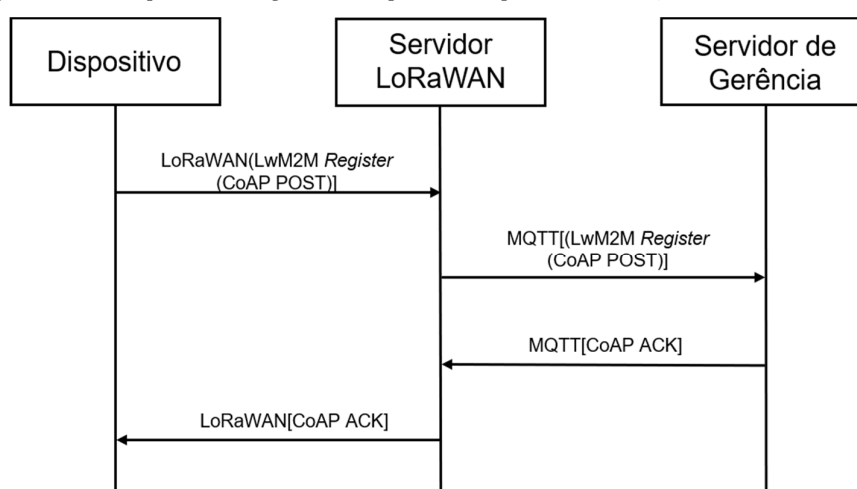 Dispositivo
Servidor
LoRaWAN
Servidor de
Gerência
LoRaWAN(LwM2M Register
(CoAP POST)]
MQTT[(LwM2M Register
(CoAP POST)]
MQTT[CoAP ACK]
LoRaWAN[CoAP ACK]